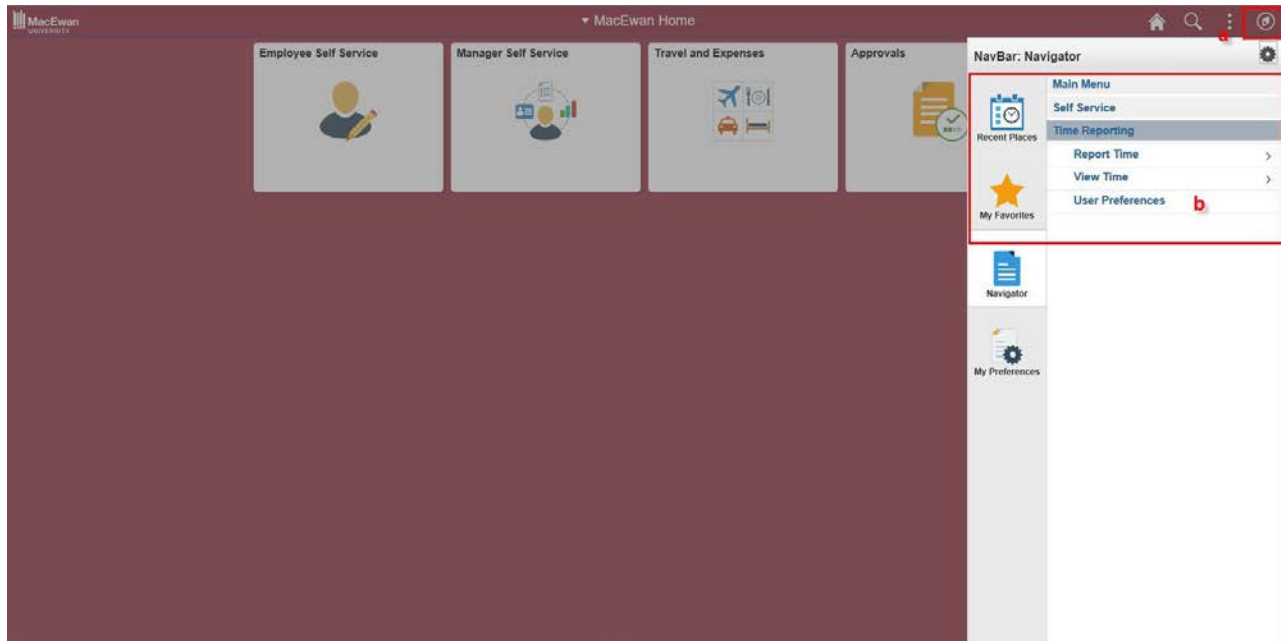 MacEwan
UNIVERSITY
MacEwan Home
a
Employee Self Service
Manager Self Service
Travel and Expenses
Approvals
NavBar: Navigator
Recent Places
My Favorites
Navigator
My Preferences
Main Menu
Self Service
Time Reporting
Report Time
View Time
User Preferences
b